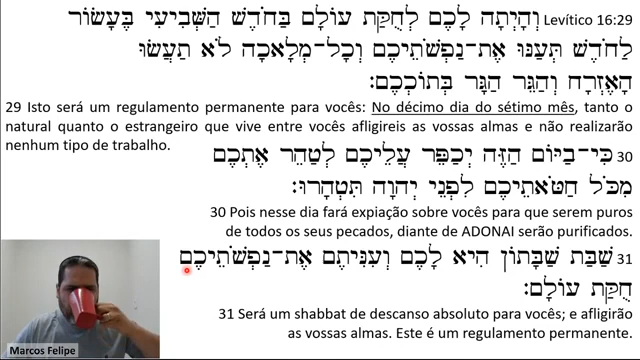 Levítico 16:29 וְהָיְתָה לָכֶם לְחֻקַּת עוֹלָם בַּחֹדֶשׁ הַשְּׁבִיעִי בֶּעָשׂוֹר
לַחֹדֶשׁ תְּעַנּוּ אֶת־נַפְשֹׁתֵיכֶם וְכָל־מְלָאכָה לֹא תַעֲשׂוּ
הָאֶזְרָח וְהַגֵּר הַגָּר בְּתוֹכְכֶם׃
29 Isto será um regulamento permanente para vocês: No décimo dia do sétimo mês, tanto o
natural quanto o estrangeiro que vive entre vocês afligireis as vossas almas e não realizarão
nenhum tipo de trabalho.
30 כִּי־בַיּוֹם הַזֶּה יְכַפֵּר עֲלֵיכֶם לְטַהֵר אֶתְכֶם
מִכֹּל חַטֹּאתֵיכֶם לִפְנֵי יְהוָה תִּטְהָרוּ׃
30 Pois nesse dia fará expiação sobre vocês para que serem puros
de todos os seus pecados, diante de ADONAI serão purificados.
31 שַׁבַּת שַׁבָּתוֹן הִיא לָכֶם וְעִנִּיתֶם אֶת־נַפְשֹׁתֵיכֶם
חֻקַּת עוֹלָם׃
31 Será um shabbat de descanso absoluto para vocês; e afligirão
as vossas almas. Este é um regulamento permanente.
Marcos Felipe